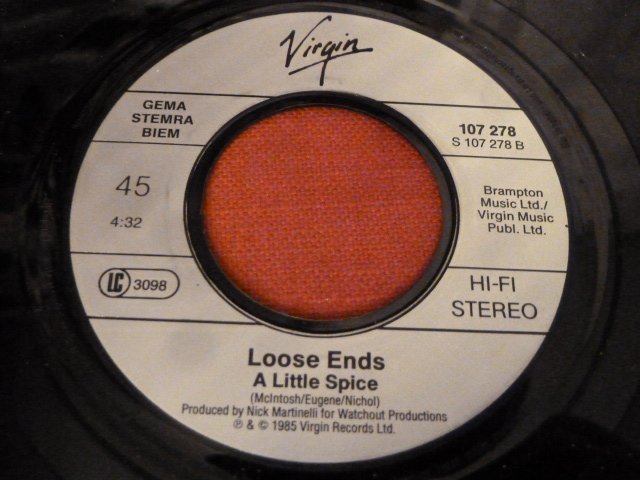 Virgin
GEMA
STEMRA
BIEM
107 278
S 107 278 B
45
4:32
Brampton
Music Ltd./
Virgin Music
Publ. Ltd.
LC 3098
HI-FI
STEREO
Loose Ends
A Little Spice
(McIntosh/Eugene/Nichol)
Produced by Nick Martinelli for Watchout Productions
℗ & © 1985 Virgin Records Ltd.